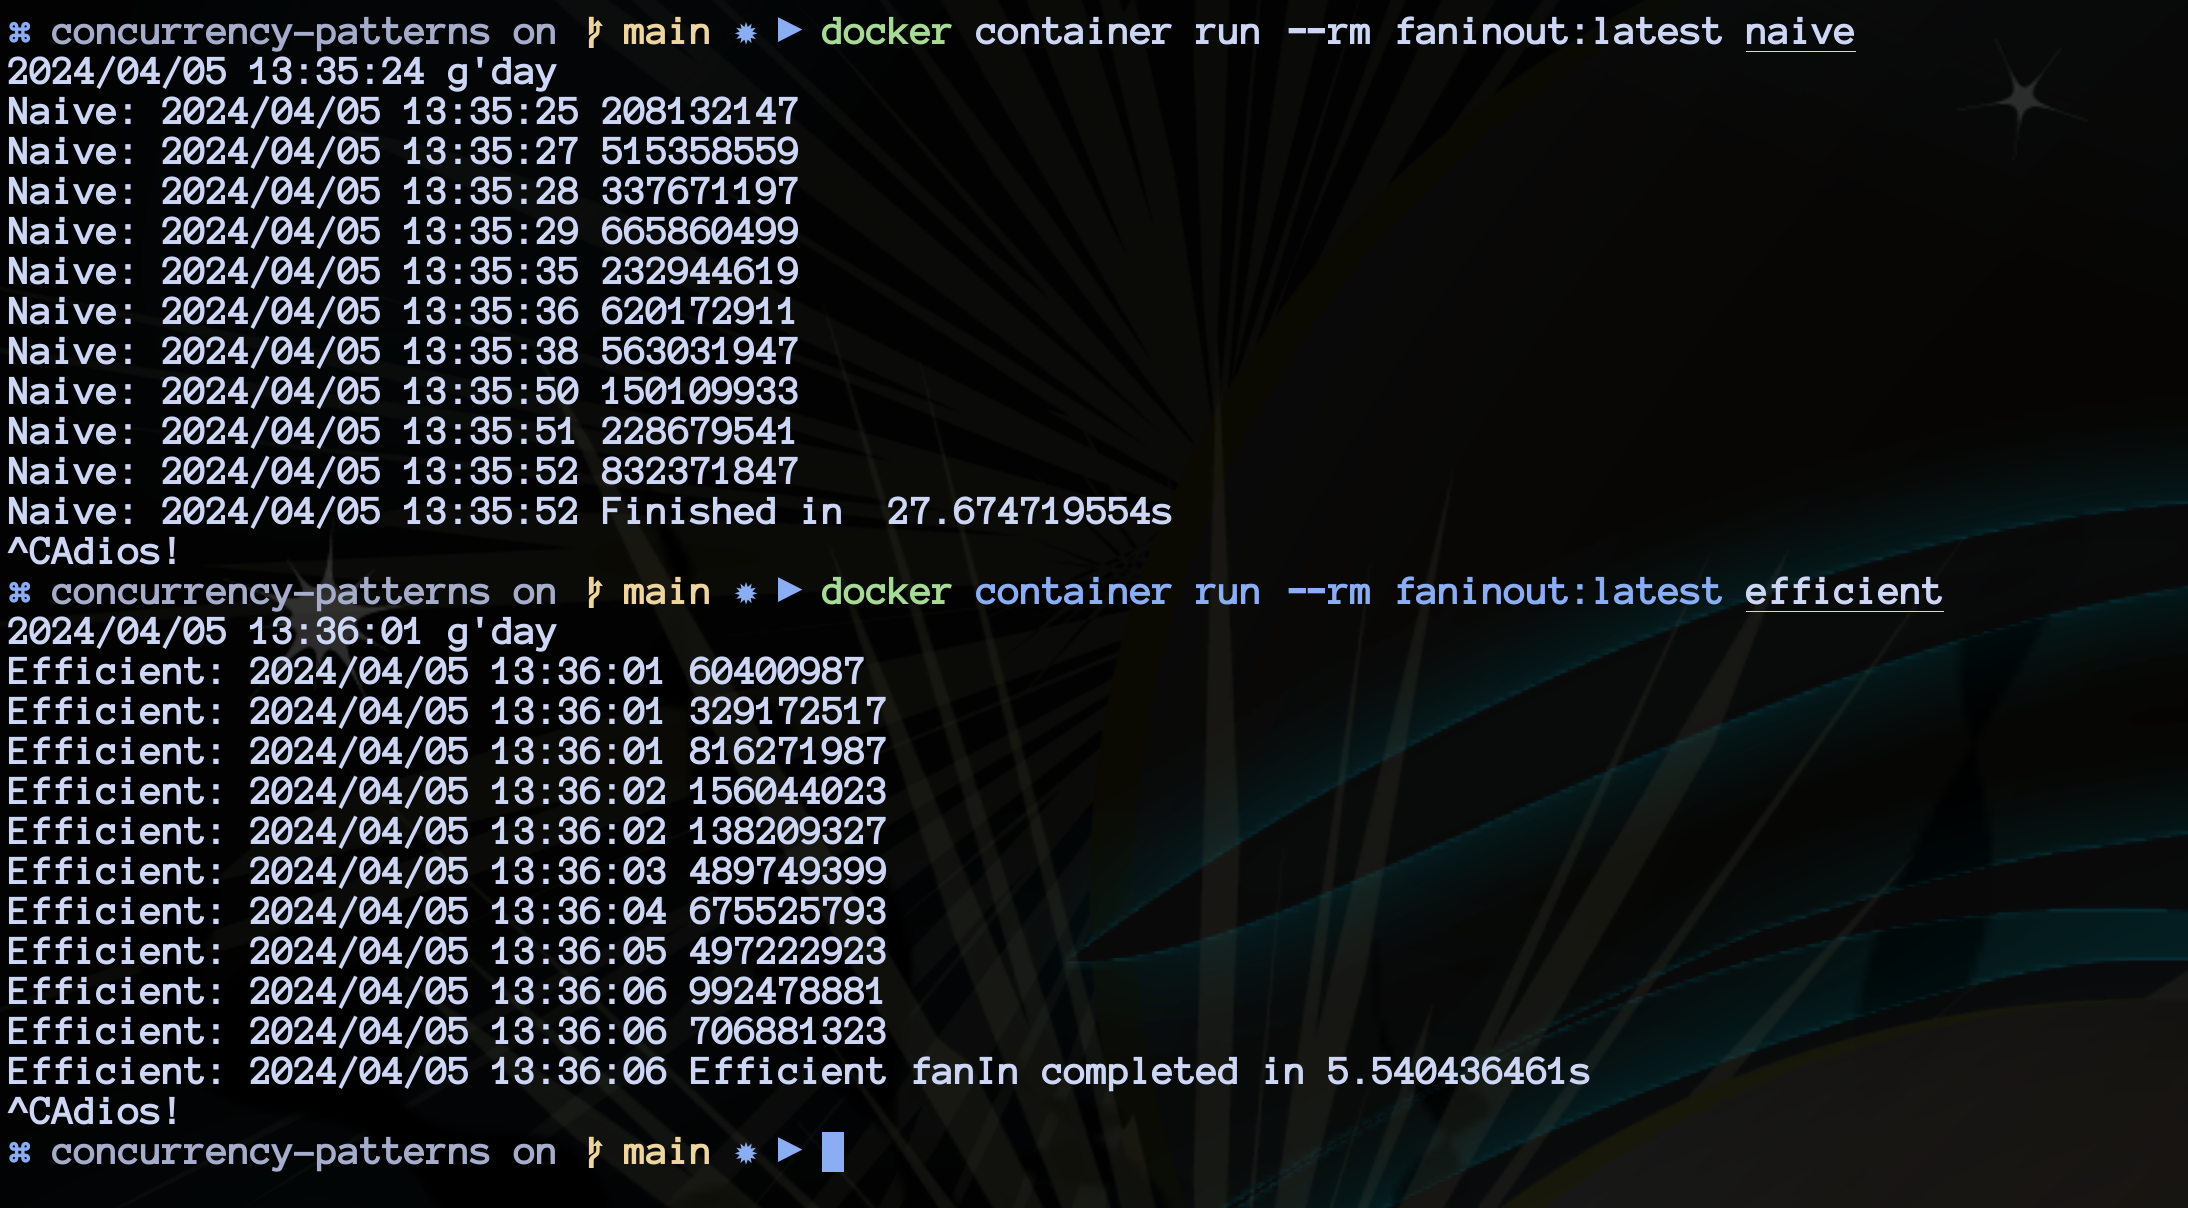 ⌘ concurrency-patterns on main ✹ ▶ docker container run --rm faninout:latest naive
2024/04/05 13:35:24 g'day
Naive: 2024/04/05 13:35:25 208132147
Naive: 2024/04/05 13:35:27 515358559
Naive: 2024/04/05 13:35:28 337671197
Naive: 2024/04/05 13:35:29 665860499
Naive: 2024/04/05 13:35:35 232944619
Naive: 2024/04/05 13:35:36 620172911
Naive: 2024/04/05 13:35:38 563031947
Naive: 2024/04/05 13:35:50 150109933
Naive: 2024/04/05 13:35:51 228679541
Naive: 2024/04/05 13:35:52 832371847
Naive: 2024/04/05 13:35:52 Finished in  27.674719554s
^CAdios!
⌘ concurrency-patterns on main ✹ ▶ docker container run --rm faninout:latest efficient
2024/04/05 13:36:01 g'day
Efficient: 2024/04/05 13:36:01 60400987
Efficient: 2024/04/05 13:36:01 329172517
Efficient: 2024/04/05 13:36:01 816271987
Efficient: 2024/04/05 13:36:02 156044023
Efficient: 2024/04/05 13:36:02 138209327
Efficient: 2024/04/05 13:36:03 489749399
Efficient: 2024/04/05 13:36:04 675525793
Efficient: 2024/04/05 13:36:05 497222923
Efficient: 2024/04/05 13:36:06 992478881
Efficient: 2024/04/05 13:36:06 706881323
Efficient: 2024/04/05 13:36:06 Efficient fanIn completed in 5.540436461s
^CAdios!
⌘ concurrency-patterns on main ✹ ▶